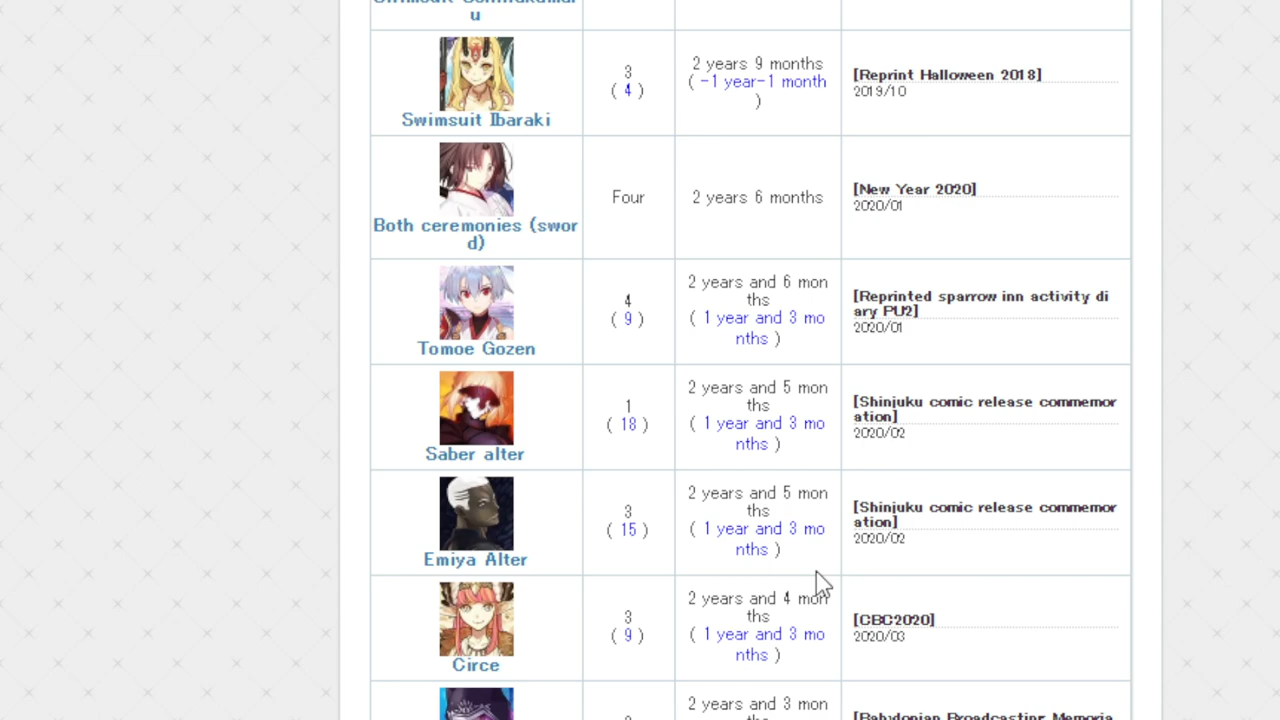 u
Swimsuit Ibaraki
3
( 4 )
2 years 9 months
( -1 year-1 month
)
[Reprint Halloween 2018]
2019/10
Both ceremonies (swor
d)
Four
2 years 6 months
[New Year 2020]
2020/01
Tomoe Gozen
4
( 9 )
2 years and 6 mon
ths
( 1 year and 3 mo
nths )
[Reprinted sparrow inn activity di
ary PU2]
2020/01
Saber alter
1
( 18 )
2 years and 5 mon
ths
( 1 year and 3 mo
nths )
[Shinjuku comic release commemor
ation]
2020/02
Emiya Alter
3
( 15 )
2 years and 5 mon
ths
( 1 year and 3 mo
nths )
[Shinjuku comic release commemor
ation]
2020/02
Circe
3
( 9 )
2 years and 4 mon
ths
( 1 year and 3 mo
nths )
[CBC2020]
2020/03
2 years and 3 mon
ths
[Babylonian Broadcasting Memoria